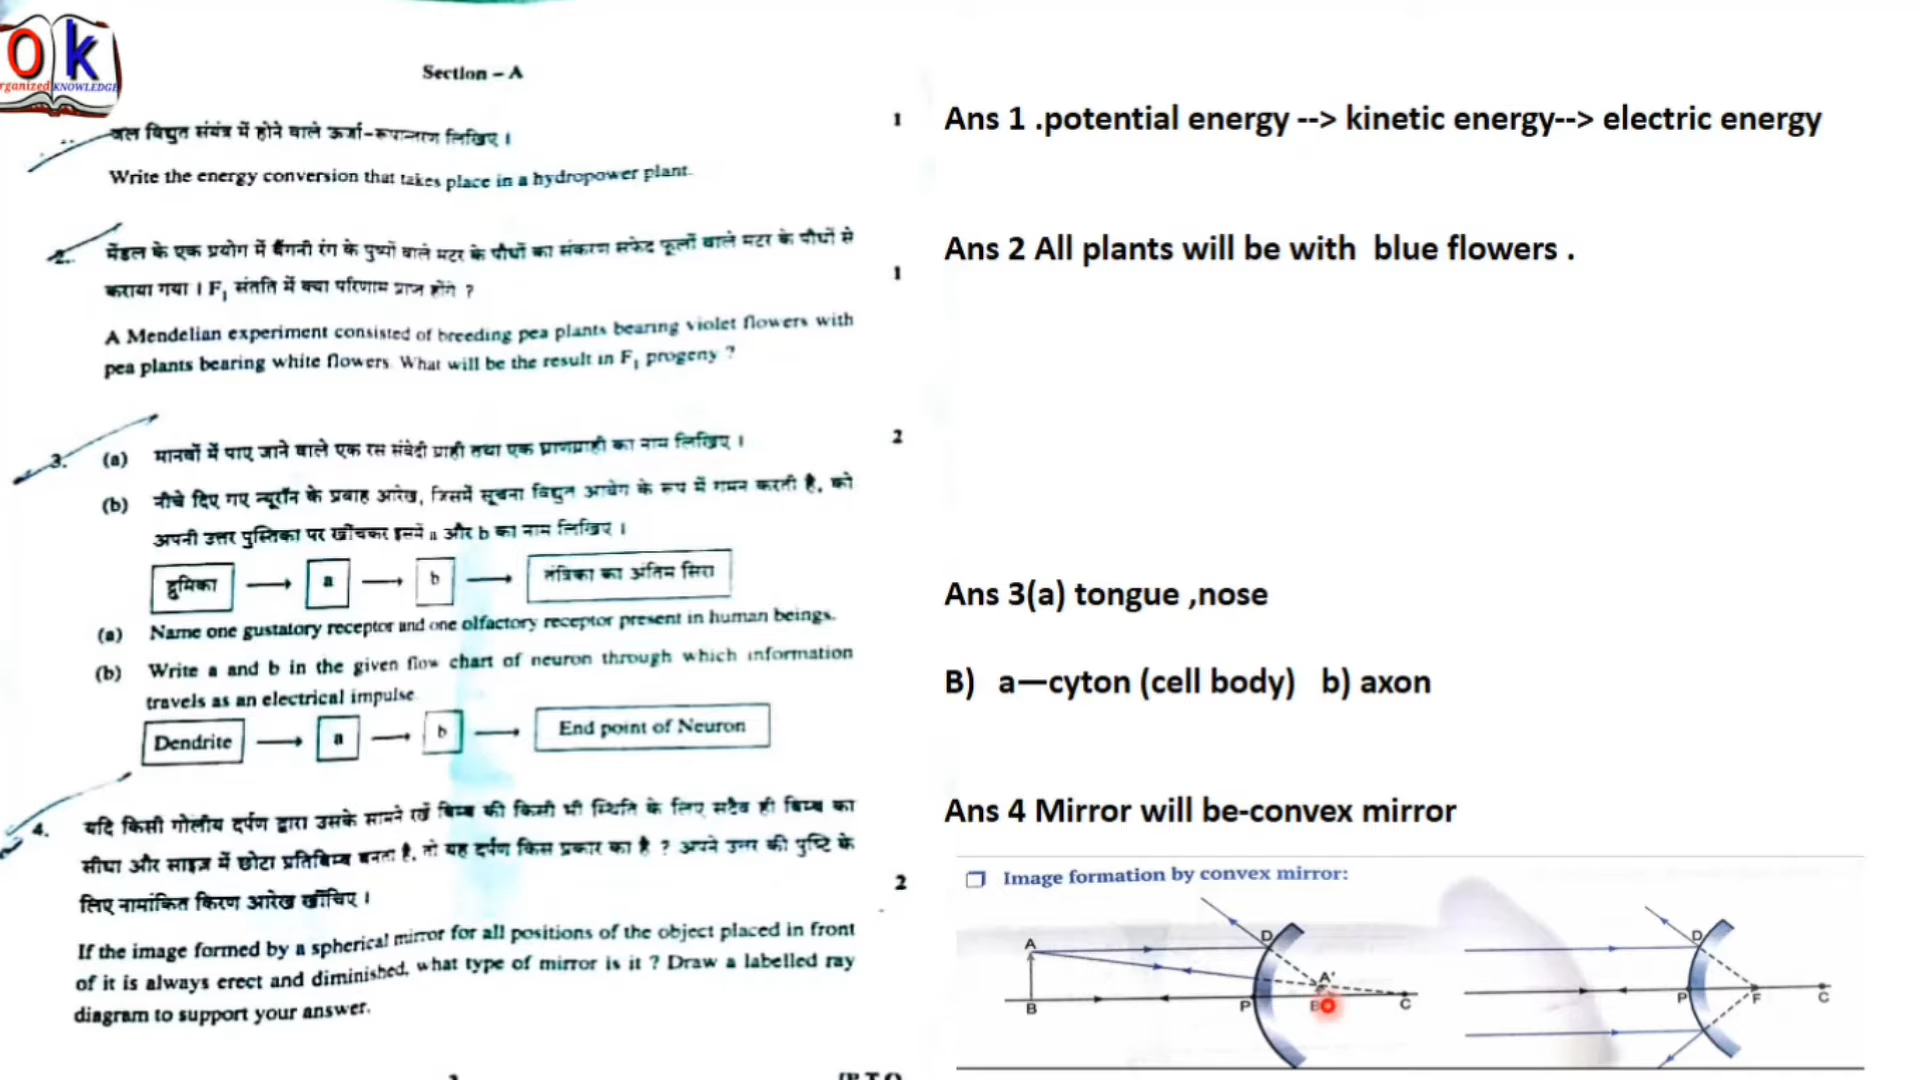 Ok
rganized KNOWLEDGE
Section – A
जल विद्युत संयंत्र में होने वाले ऊर्जा-रूपान्तरण लिखिए ।
1
Write the energy conversion that takes place in a hydropower plant.
2.
मेंडल के एक प्रयोग में बैंगनी रंग के पुष्पों वाले मटर के पौधों का संकरण सफेद फूलों वाले मटर के पौधों से
कराया गया । F1 संतति में क्या परिणाम प्राप्त होंगे ?
1
A Mendelian experiment consisted of breeding pea plants bearing violet flowers with
pea plants bearing white flowers. What will be the result in F1 progeny ?
3. (a) मानवों में पाए जाने वाले एक रस संवेदी ग्राही तथा एक घ्राणग्राही का नाम लिखिए ।
2
(b) नीचे दिए गए न्यूरॉन के प्रवाह आरेख, जिसमें सूचना विद्युत आवेग के रूप में गमन करती है, को
अपनी उत्तर पुस्तिका पर खींचकर इसमें a और b का नाम लिखिए ।
द्रुमिका a b तंत्रिका का अंतिम सिरा
(a) Name one gustatory receptor and one olfactory receptor present in human beings.
(b) Write a and b in the given flow chart of neuron through which information
travels as an electrical impulse.
Dendrite a b End point of Neuron
4. यदि किसी गोलीय दर्पण द्वारा उसके सामने रखें बिम्ब की किसी भी स्थिति के लिए सदैव ही बिम्ब का
सीधा और साइज़ में छोटा प्रतिबिम्ब बनता है, तो यह दर्पण किस प्रकार का है ? अपने उत्तर की पुष्टि के
लिए नामांकित किरण आरेख खींचिए ।
2
If the image formed by a spherical mirror for all positions of the object placed in front
of it is always erect and diminished, what type of mirror is it ? Draw a labelled ray
diagram to support your answer.
Ans 1 .potential energy --> kinetic energy--> electric energy
Ans 2 All plants will be with blue flowers .
Ans 3(a) tongue ,nose
B) a—cyton (cell body) b) axon
Ans 4 Mirror will be-convex mirror
Image formation by convex mirror:
A D A'
B P B C
D
P F C